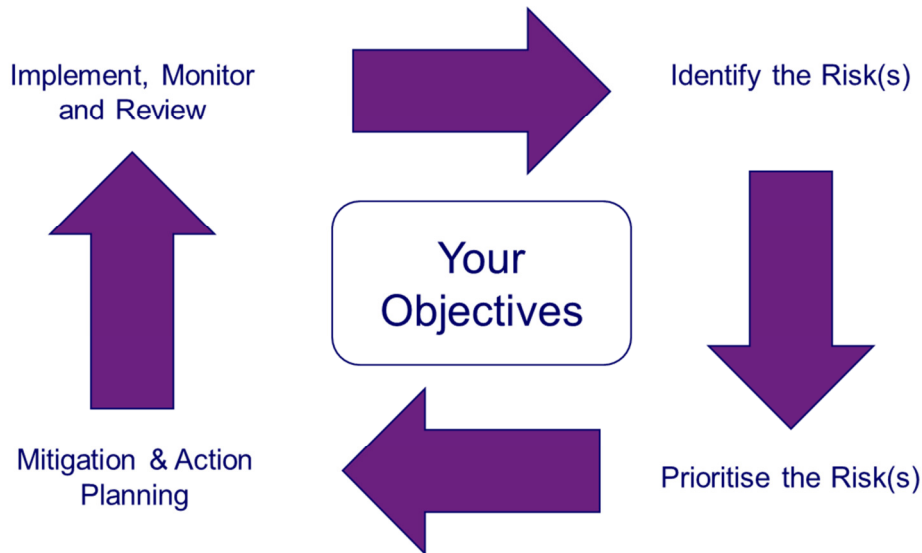 Implement, Monitor
and Review
Identify the Risk(s)
Your
Objectives
Mitigation & Action
Planning
Prioritise the Risk(s)